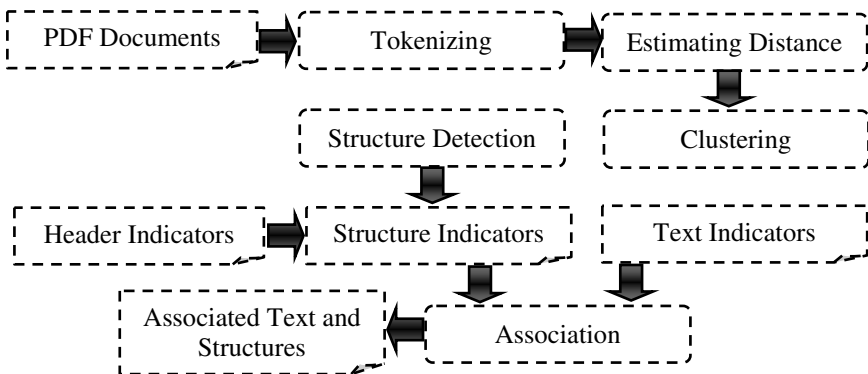 PDF Documents
Tokenizing
Estimating Distance
Structure Detection
Clustering
Header Indicators
Structure Indicators
Text Indicators
Associated Text and
Structures
Association